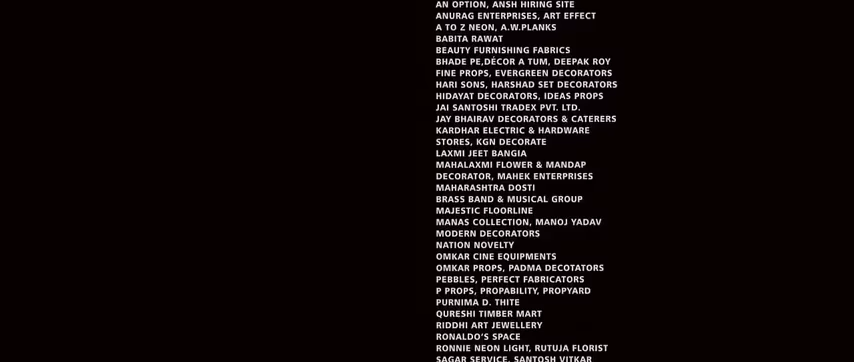 AN OPTION, ANSH HIRING SITE
ANURAG ENTERPRISES, ART EFFECT
A TO Z NEON, A.W.PLANKS
BABITA RAWAT
BEAUTY FURNISHING FABRICS
BHADE PE,DÉCOR A TUM, DEEPAK ROY
FINE PROPS, EVERGREEN DECORATORS
HARI SONS, HARSHAD SET DECORATORS
HIDAYAT DECORATORS, IDEAS PROPS
JAI SANTOSHI TRADEX PVT. LTD.
JAY BHAIRAV DECORATORS & CATERERS
KARDHAR ELECTRIC & HARDWARE
STORES, KGN DECORATE
LAXMI JEET BANGIA
MAHALAXMI FLOWER & MANDAP
DECORATOR, MAHEK ENTERPRISES
MAHARASHTRA DOSTI
BRASS BAND & MUSICAL GROUP
MAJESTIC FLOORLINE
MANAS COLLECTION, MANOJ YADAV
MODERN DECORATORS
NATION NOVELTY
OMKAR CINE EQUIPMENTS
OMKAR PROPS, PADMA DECOTATORS
PEBBLES, PERFECT FABRICATORS
P PROPS, PROPABILITY, PROPYARD
PURNIMA D. THITE
QURESHI TIMBER MART
RIDDHI ART JEWELLERY
RONALDO'S SPACE
RONNIE NEON LIGHT, RUTUJA FLORIST
SAGAR SERVICE, SANTOSH VITKAR